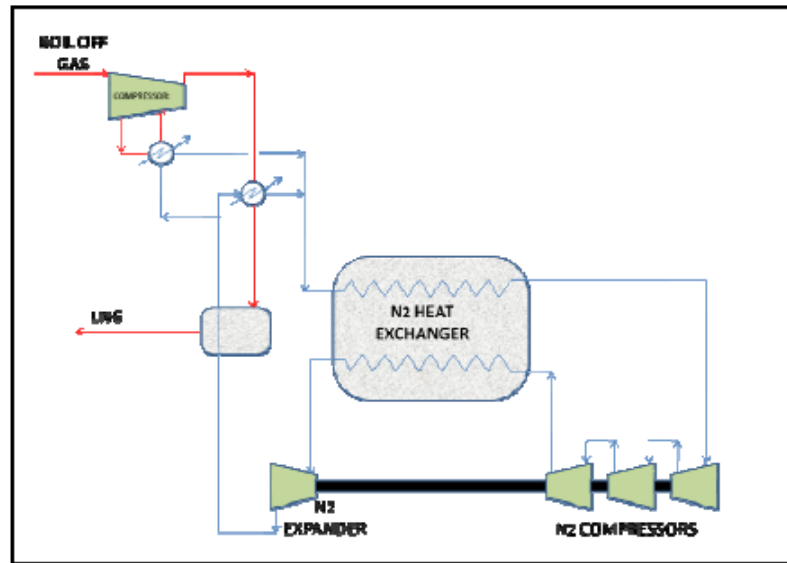 BOIL OFF
GAS
COMPRESSOR
N2 HEAT
EXCHANGER
LNG
N2
EXPANDER
N2 COMPRESSORS